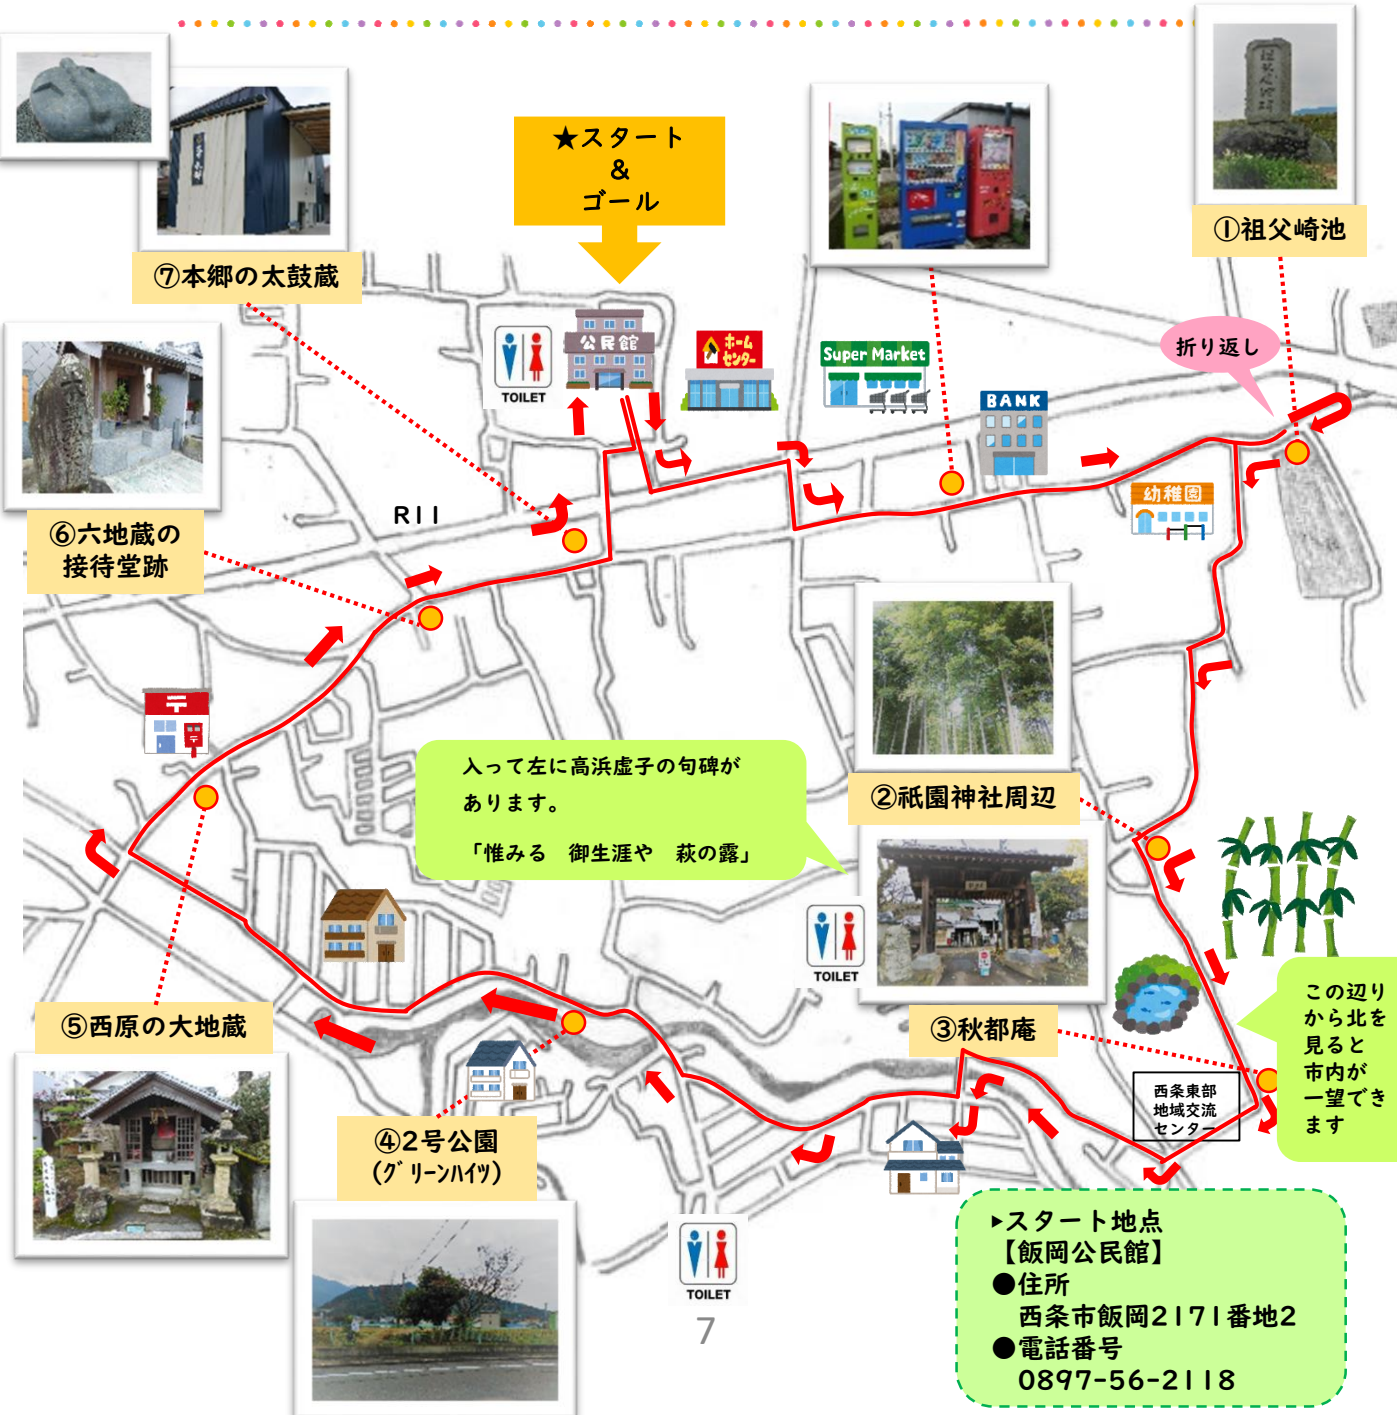 ★スタート
&
ゴール
①祖父崎池
⑦本郷の太鼓蔵
折り返し
公民館
TOILET
ホーム
センター
Super Market
BANK
幼稚園
R11
⑥六地蔵の
接待堂跡
〒
入って左に高浜虚子の句碑が
あります。
「惟みる 御生涯や 萩の露」
②祇園神社周辺
TOILET
③秋都庵
この辺り
から北を
見ると
市内が
一望でき
ます
西条東部
地域交流
センター
⑤西原の大地蔵
④2号公園
(グリーンハイツ)
TOILET
▶スタート地点
【飯岡公民館】
●住所
西条市飯岡2171番地2
●電話番号
0897-56-2118
7